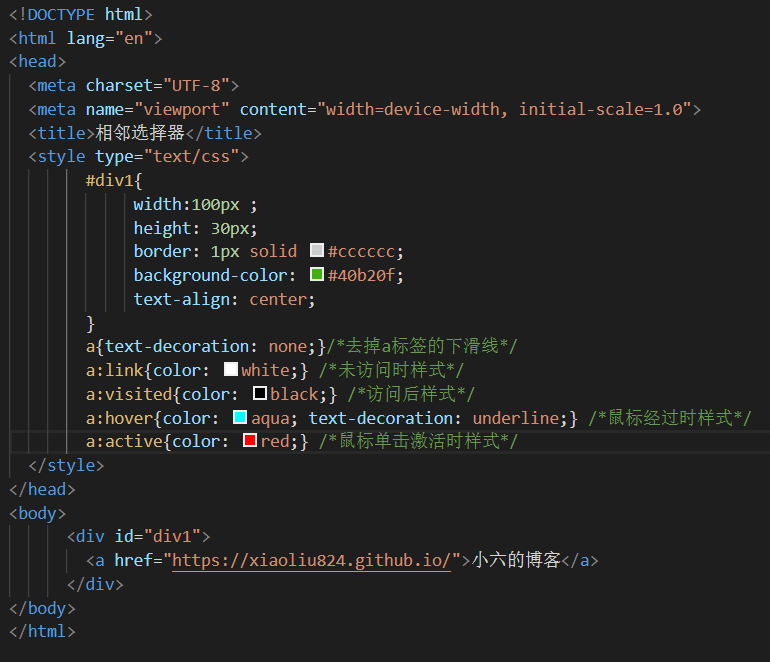 <!DOCTYPE html>
<html lang="en">
<head>
<meta charset="UTF-8">
<meta name="viewport" content="width=device-width, initial-scale=1.0">
<title>相邻选择器</title>
<style type="text/css">
#div1{
width:100px ;
height: 30px;
border: 1px solid #cccccc;
background-color: #40b20f;
text-align: center;
}
a{text-decoration: none;}/*去掉a标签的下滑线*/
a:link{color: white;} /*未访问时样式*/
a:visited{color: black;} /*访问后样式*/
a:hover{color: aqua; text-decoration: underline;} /*鼠标经过时样式*/
a:active{color: red;} /*鼠标单击激活时样式*/
</style>
</head>
<body>
<div id="div1">
<a href="https://xiaoliu824.github.io/">小六的博客</a>
</div>
</body>
</html>